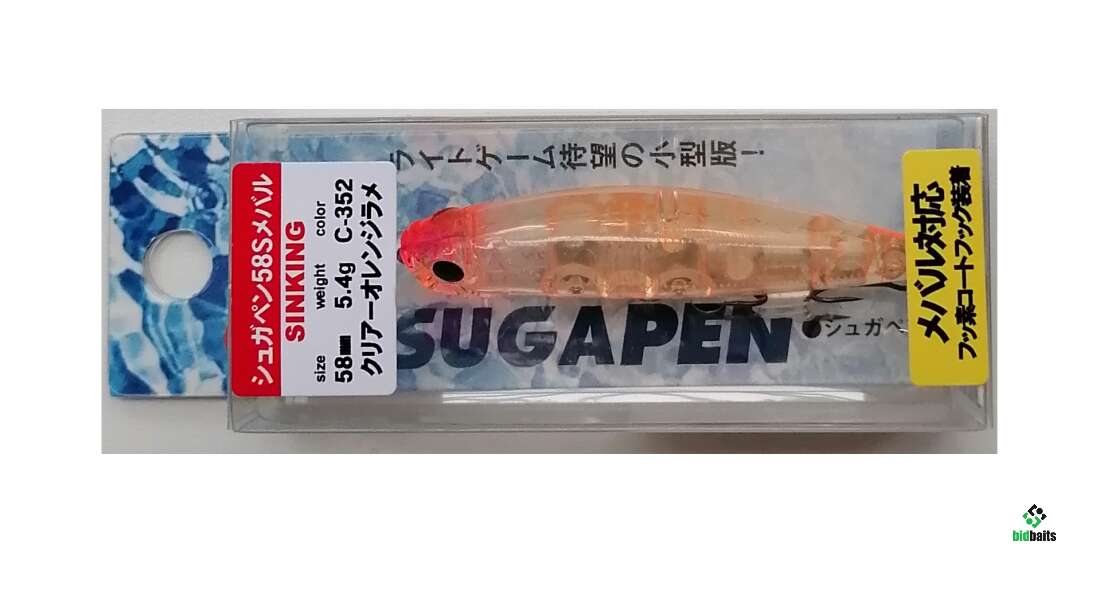 シュガペン58Sメバル
SINKING
size weight color
58㎜ 5.4g C-352
クリアーオレンジラメ
ライトゲーム待望の小型版!
SUGAPEN
●シュガペ
メバル対応
フッ素コートフック装着
bidbaits